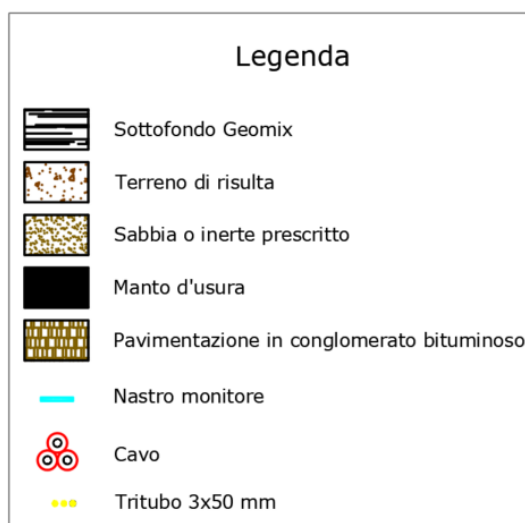 Legenda
Sottofondo Geomix
Terreno di risulta
Sabbia o inerte prescritto
Manto d'usura
Pavimentazione in conglomerato bituminoso
Nastro monitore
Cavo
Tritubo 3x50 mm